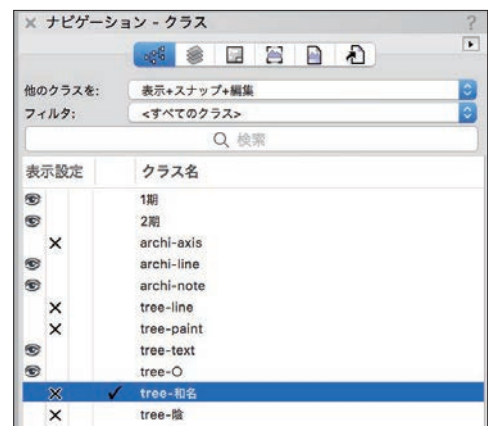 ナビゲーション - クラス
?
他のクラスを: 表示+スナップ+編集
フィルタ: <すべてのクラス>
検索
表示設定 クラス名
1期
2期
archi-axis
archi-line
archi-note
tree-line
tree-paint
tree-text
tree-〇
tree-和名
tree-陰